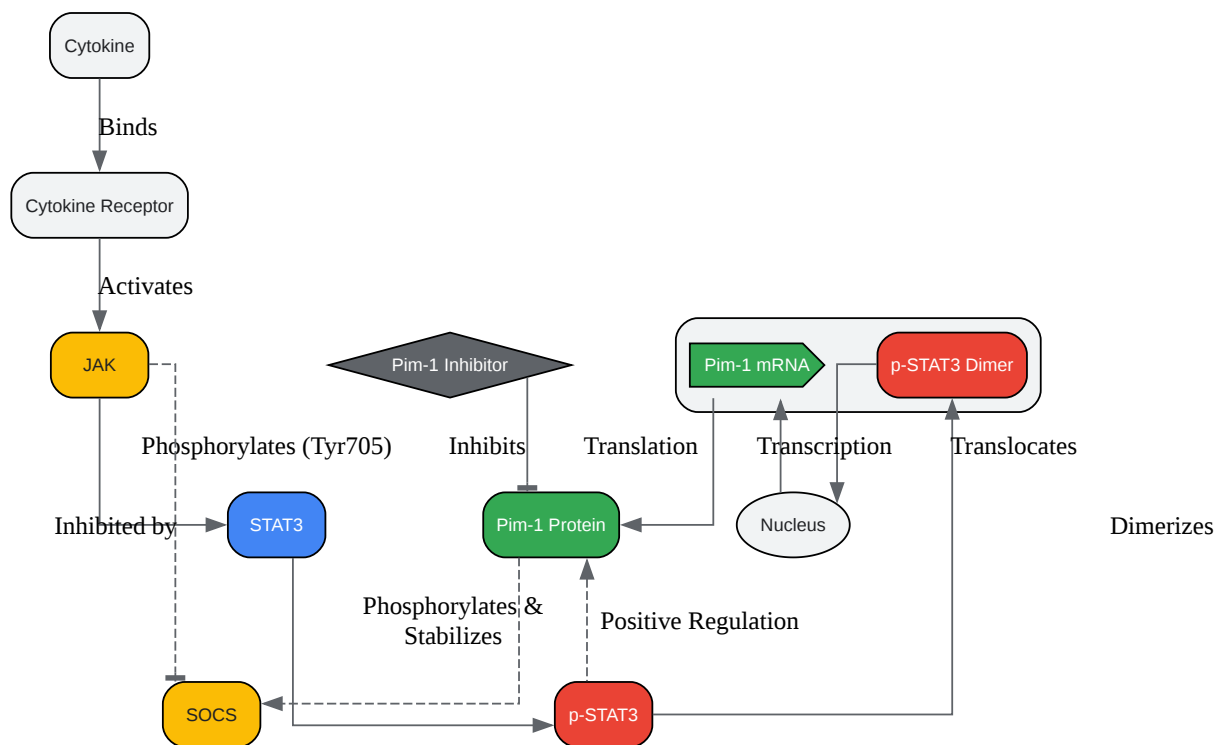 Cytokine
Binds
Cytokine Receptor
Activates
JAK
Pim-1 Inhibitor
Pim-1 mRNA
p-STAT3 Dimer
Phosphorylates (Tyr705)
Inhibits
Translation
Transcription
Translocates
Inhibited by
STAT3
Pim-1 Protein
Nucleus
Dimerizes
Phosphorylates &
Stabilizes
Positive Regulation
SOCS
p-STAT3